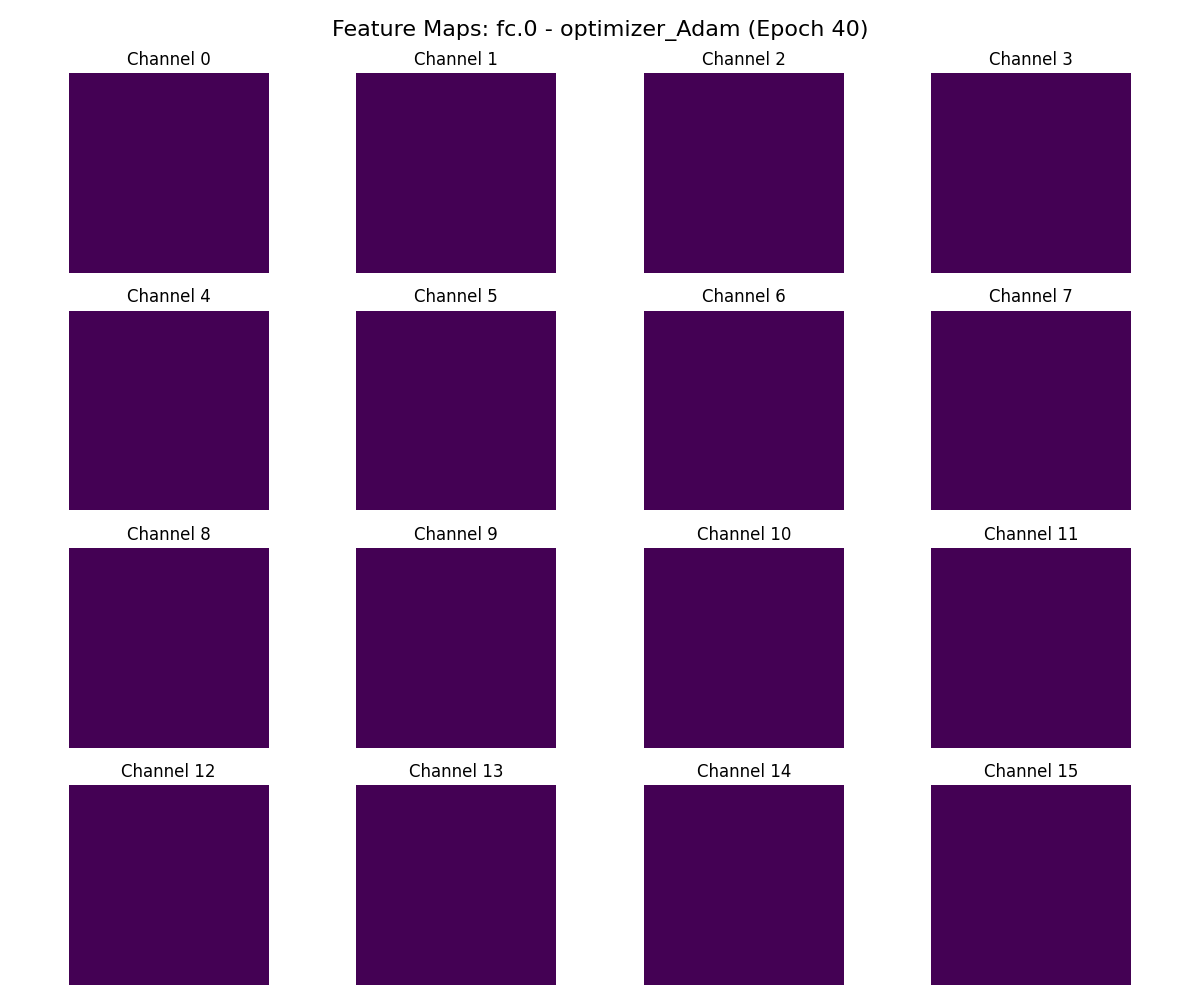 Feature Maps: fc.0 - optimizer_Adam (Epoch 40)
Channel 0
Channel 1
Channel 2
Channel 3
Channel 4
Channel 5
Channel 6
Channel 7
Channel 8
Channel 9
Channel 10
Channel 11
Channel 12
Channel 13
Channel 14
Channel 15